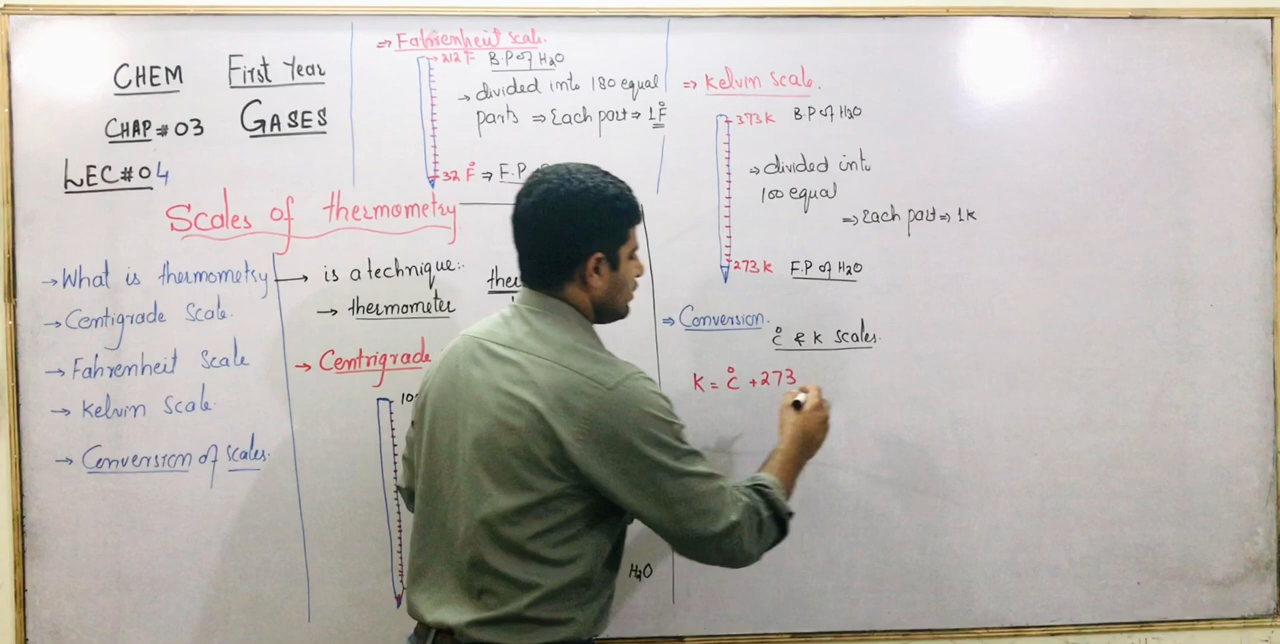 CHEM First Year
CHAP#03 GASES
LEC#04
Scales of thermometry
→ What is thermometry
→ Centigrade Scale.
→ Fahrenheit Scale
→ Kelvin Scale.
→ Conversion of scales.
→ is a technique:.
→ thermometer
→ Centrigrade
H₂O
⇒ Fahrenheit scale.
212 F B.P of H₂O
→ divided into 180 equal
parts ⇒ Each part ⇒ 1°F
32 °F ⇒ F.P
⇒ Kelvin Scale.
373 K B.P of H₂O
→ divided into
100 equal
⇒ Each part ⇒ 1K
273 K F.P of H₂O
⇒ Conversion.
°C & K scales.
K = °C + 273